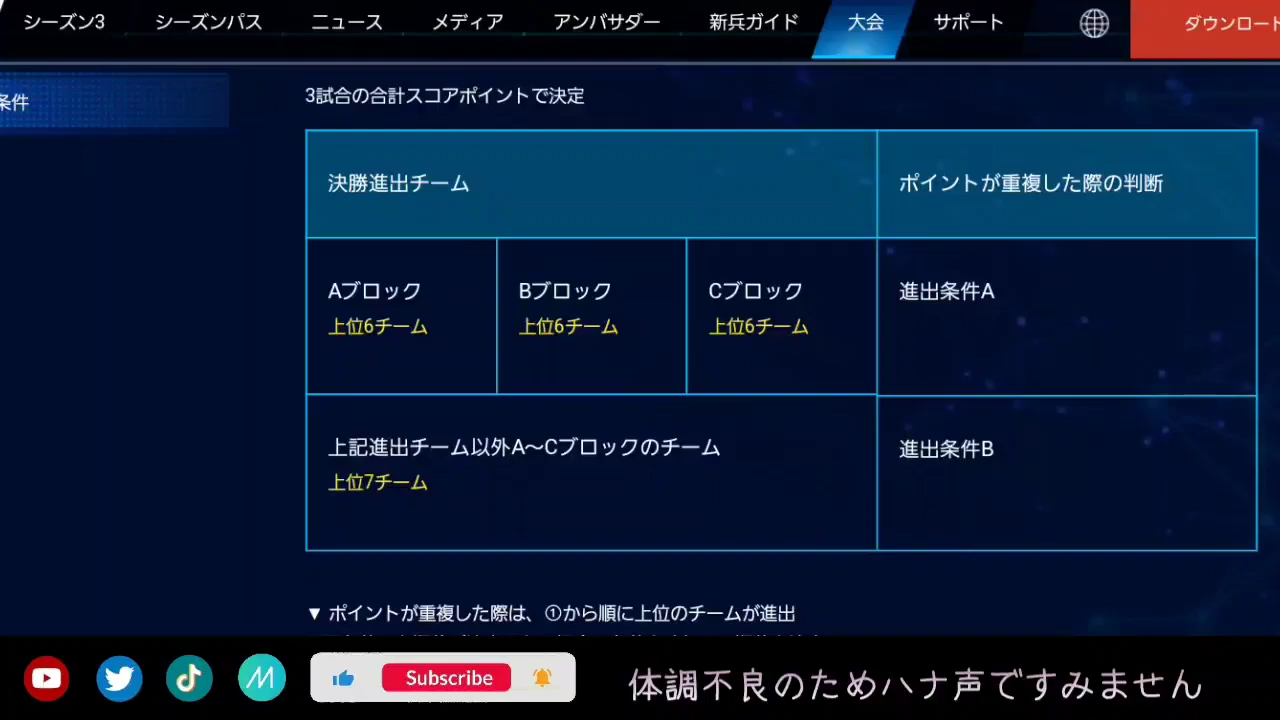 シーズン3 シーズンパス ニュース メディア アンバサダー 新兵ガイド 大会 サポート ダウンロード
条件
3試合の合計スコアポイントで決定
決勝進出チーム ポイントが重複した際の判断
Aブロック Bブロック Cブロック 進出条件A
上位6チーム 上位6チーム 上位6チーム
上記進出チーム以外A〜Cブロックのチーム 進出条件B
上位7チーム
▼ ポイントが重複した際は、①から順に上位のチームが進出
Subscribe
体調不良のためハナ声ですみません